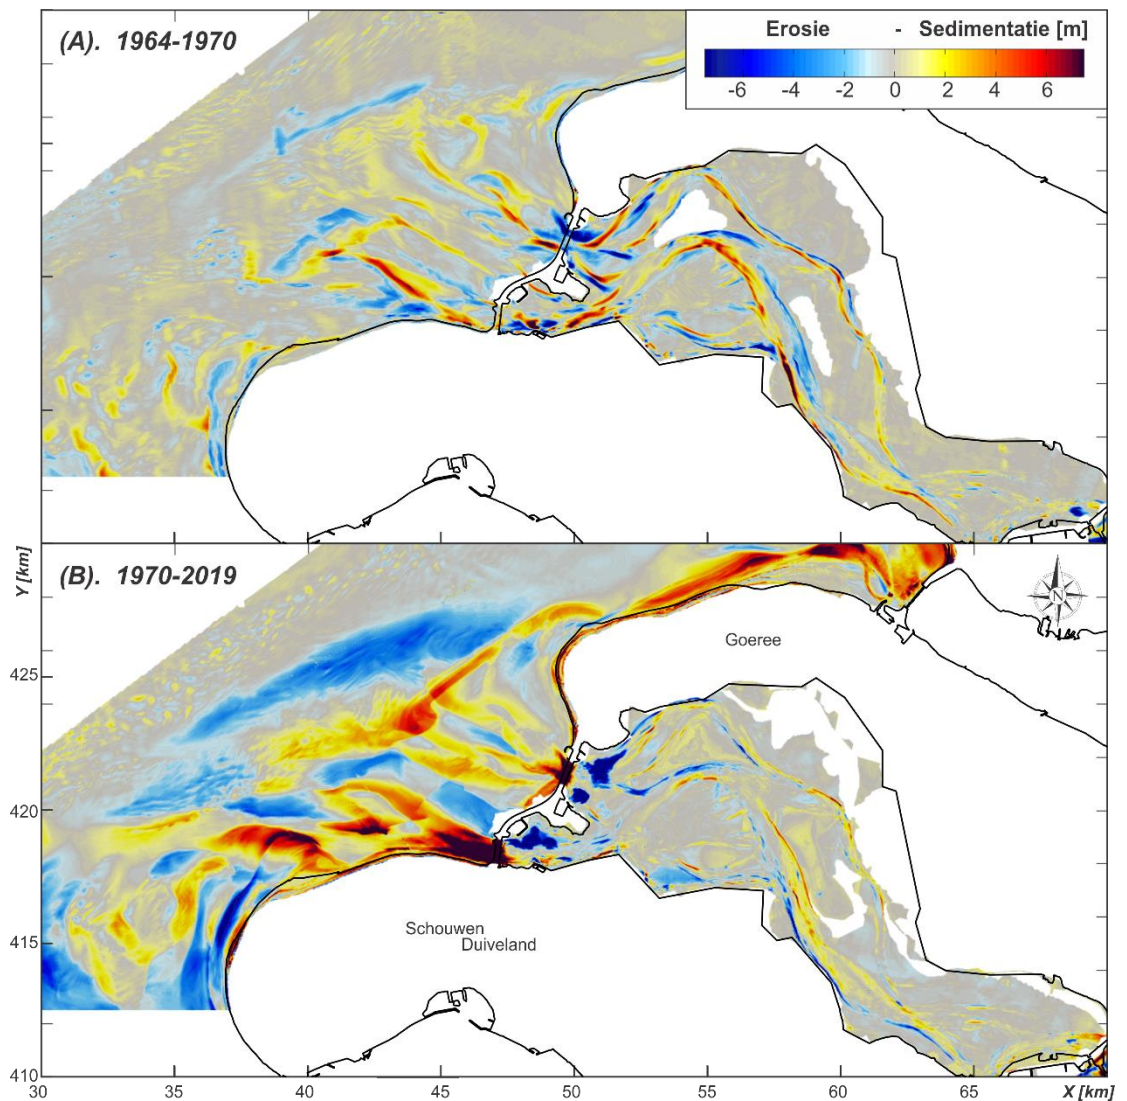 (A). 1964-1970
Erosie - Sedimentatie [m]
-6 -4 -2 0 2 4 6
(B). 1970-2019
N
Goeree
Schouwen
Duiveland
Y [km]
425
420
415
410
30 35 40 45 50 55 60 65 X [km]